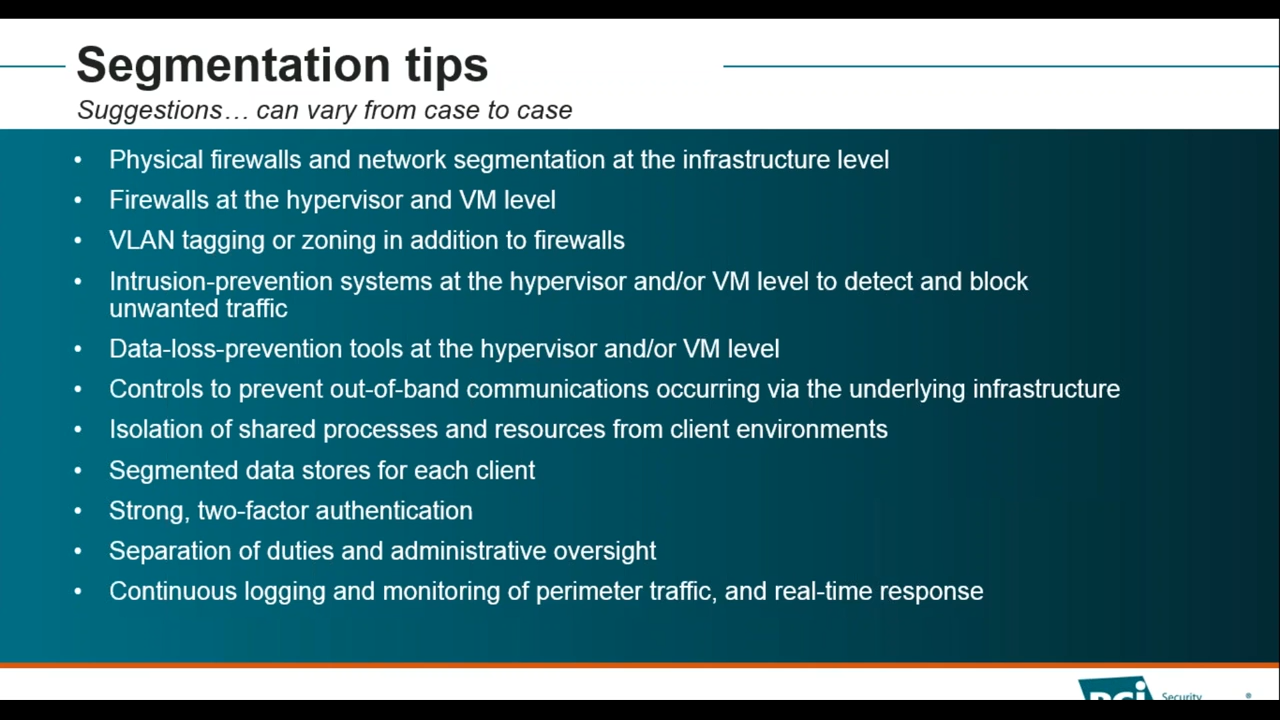 Segmentation tips
Suggestions… can vary from case to case
• Physical firewalls and network segmentation at the infrastructure level
• Firewalls at the hypervisor and VM level
• VLAN tagging or zoning in addition to firewalls
• Intrusion-prevention systems at the hypervisor and/or VM level to detect and block
unwanted traffic
• Data-loss-prevention tools at the hypervisor and/or VM level
• Controls to prevent out-of-band communications occurring via the underlying infrastructure
• Isolation of shared processes and resources from client environments
• Segmented data stores for each client
• Strong, two-factor authentication
• Separation of duties and administrative oversight
• Continuous logging and monitoring of perimeter traffic, and real-time response
PCi Security ®